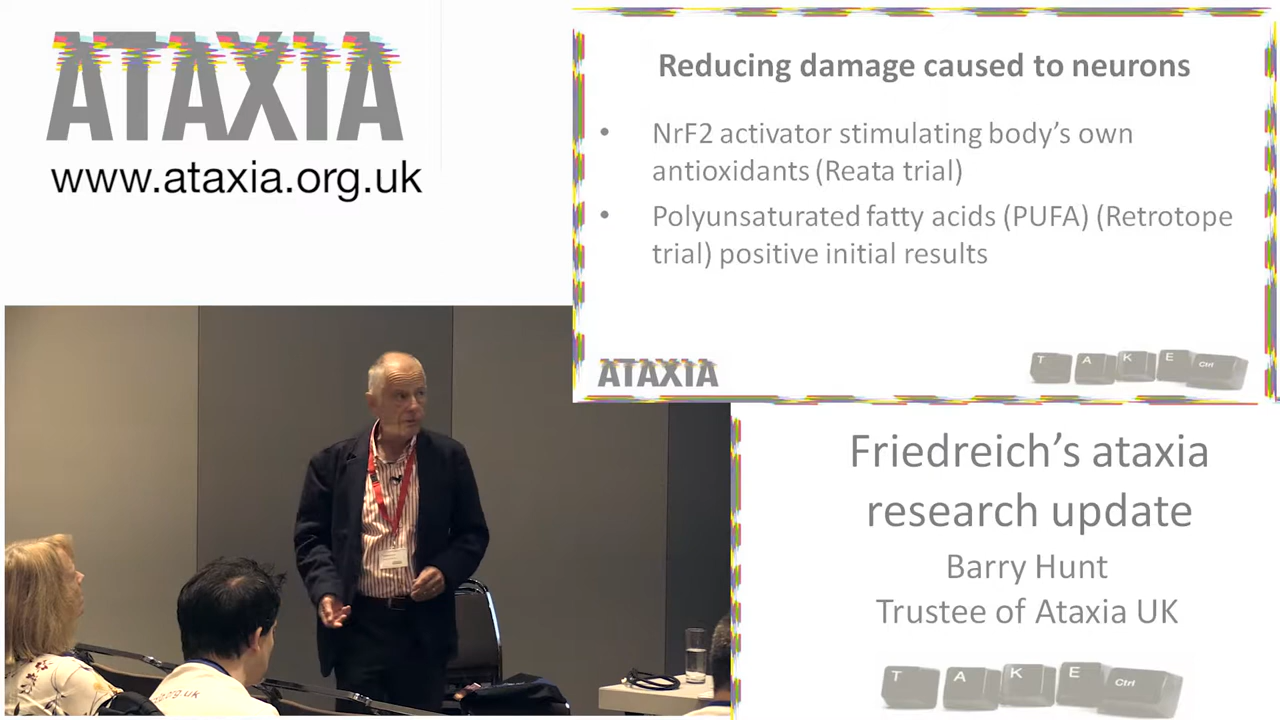 ATAXIA
www.ataxia.org.uk
Reducing damage caused to neurons
• NrF2 activator stimulating body's own
antioxidants (Reata trial)
• Polyunsaturated fatty acids (PUFA) (Retrotope
trial) positive initial results
ATAXIA
T A K E Ctrl
Friedreich's ataxia
research update
Barry Hunt
Trustee of Ataxia UK
T A K E Ctrl
org.uk